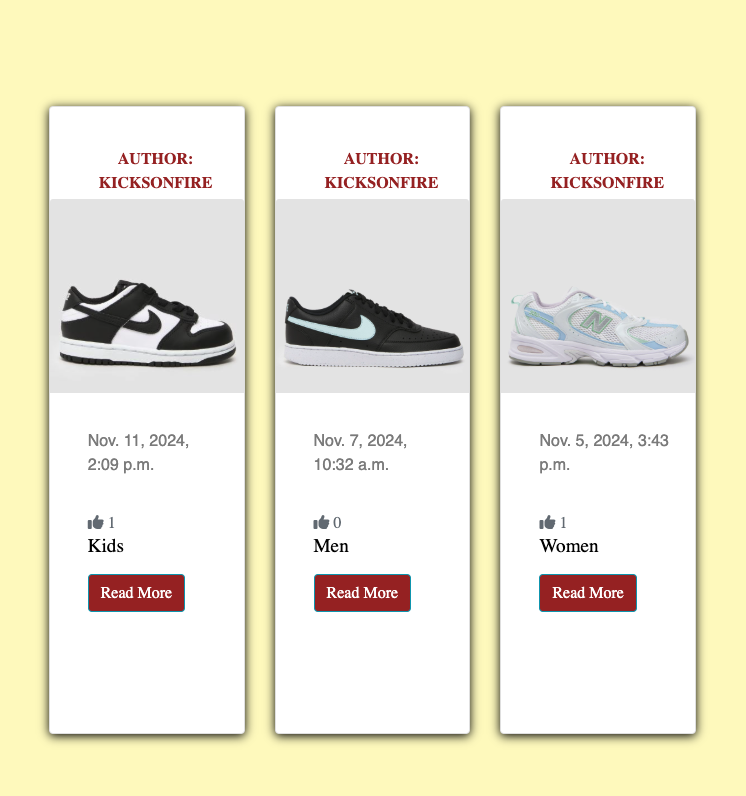 AUTHOR:
KICKSONFIRE
Nov. 11, 2024,
2:09 p.m.
1
Kids
Read More
AUTHOR:
KICKSONFIRE
Nov. 7, 2024,
10:32 a.m.
0
Men
Read More
AUTHOR:
KICKSONFIRE
N
Nov. 5, 2024, 3:43
p.m.
1
Women
Read More